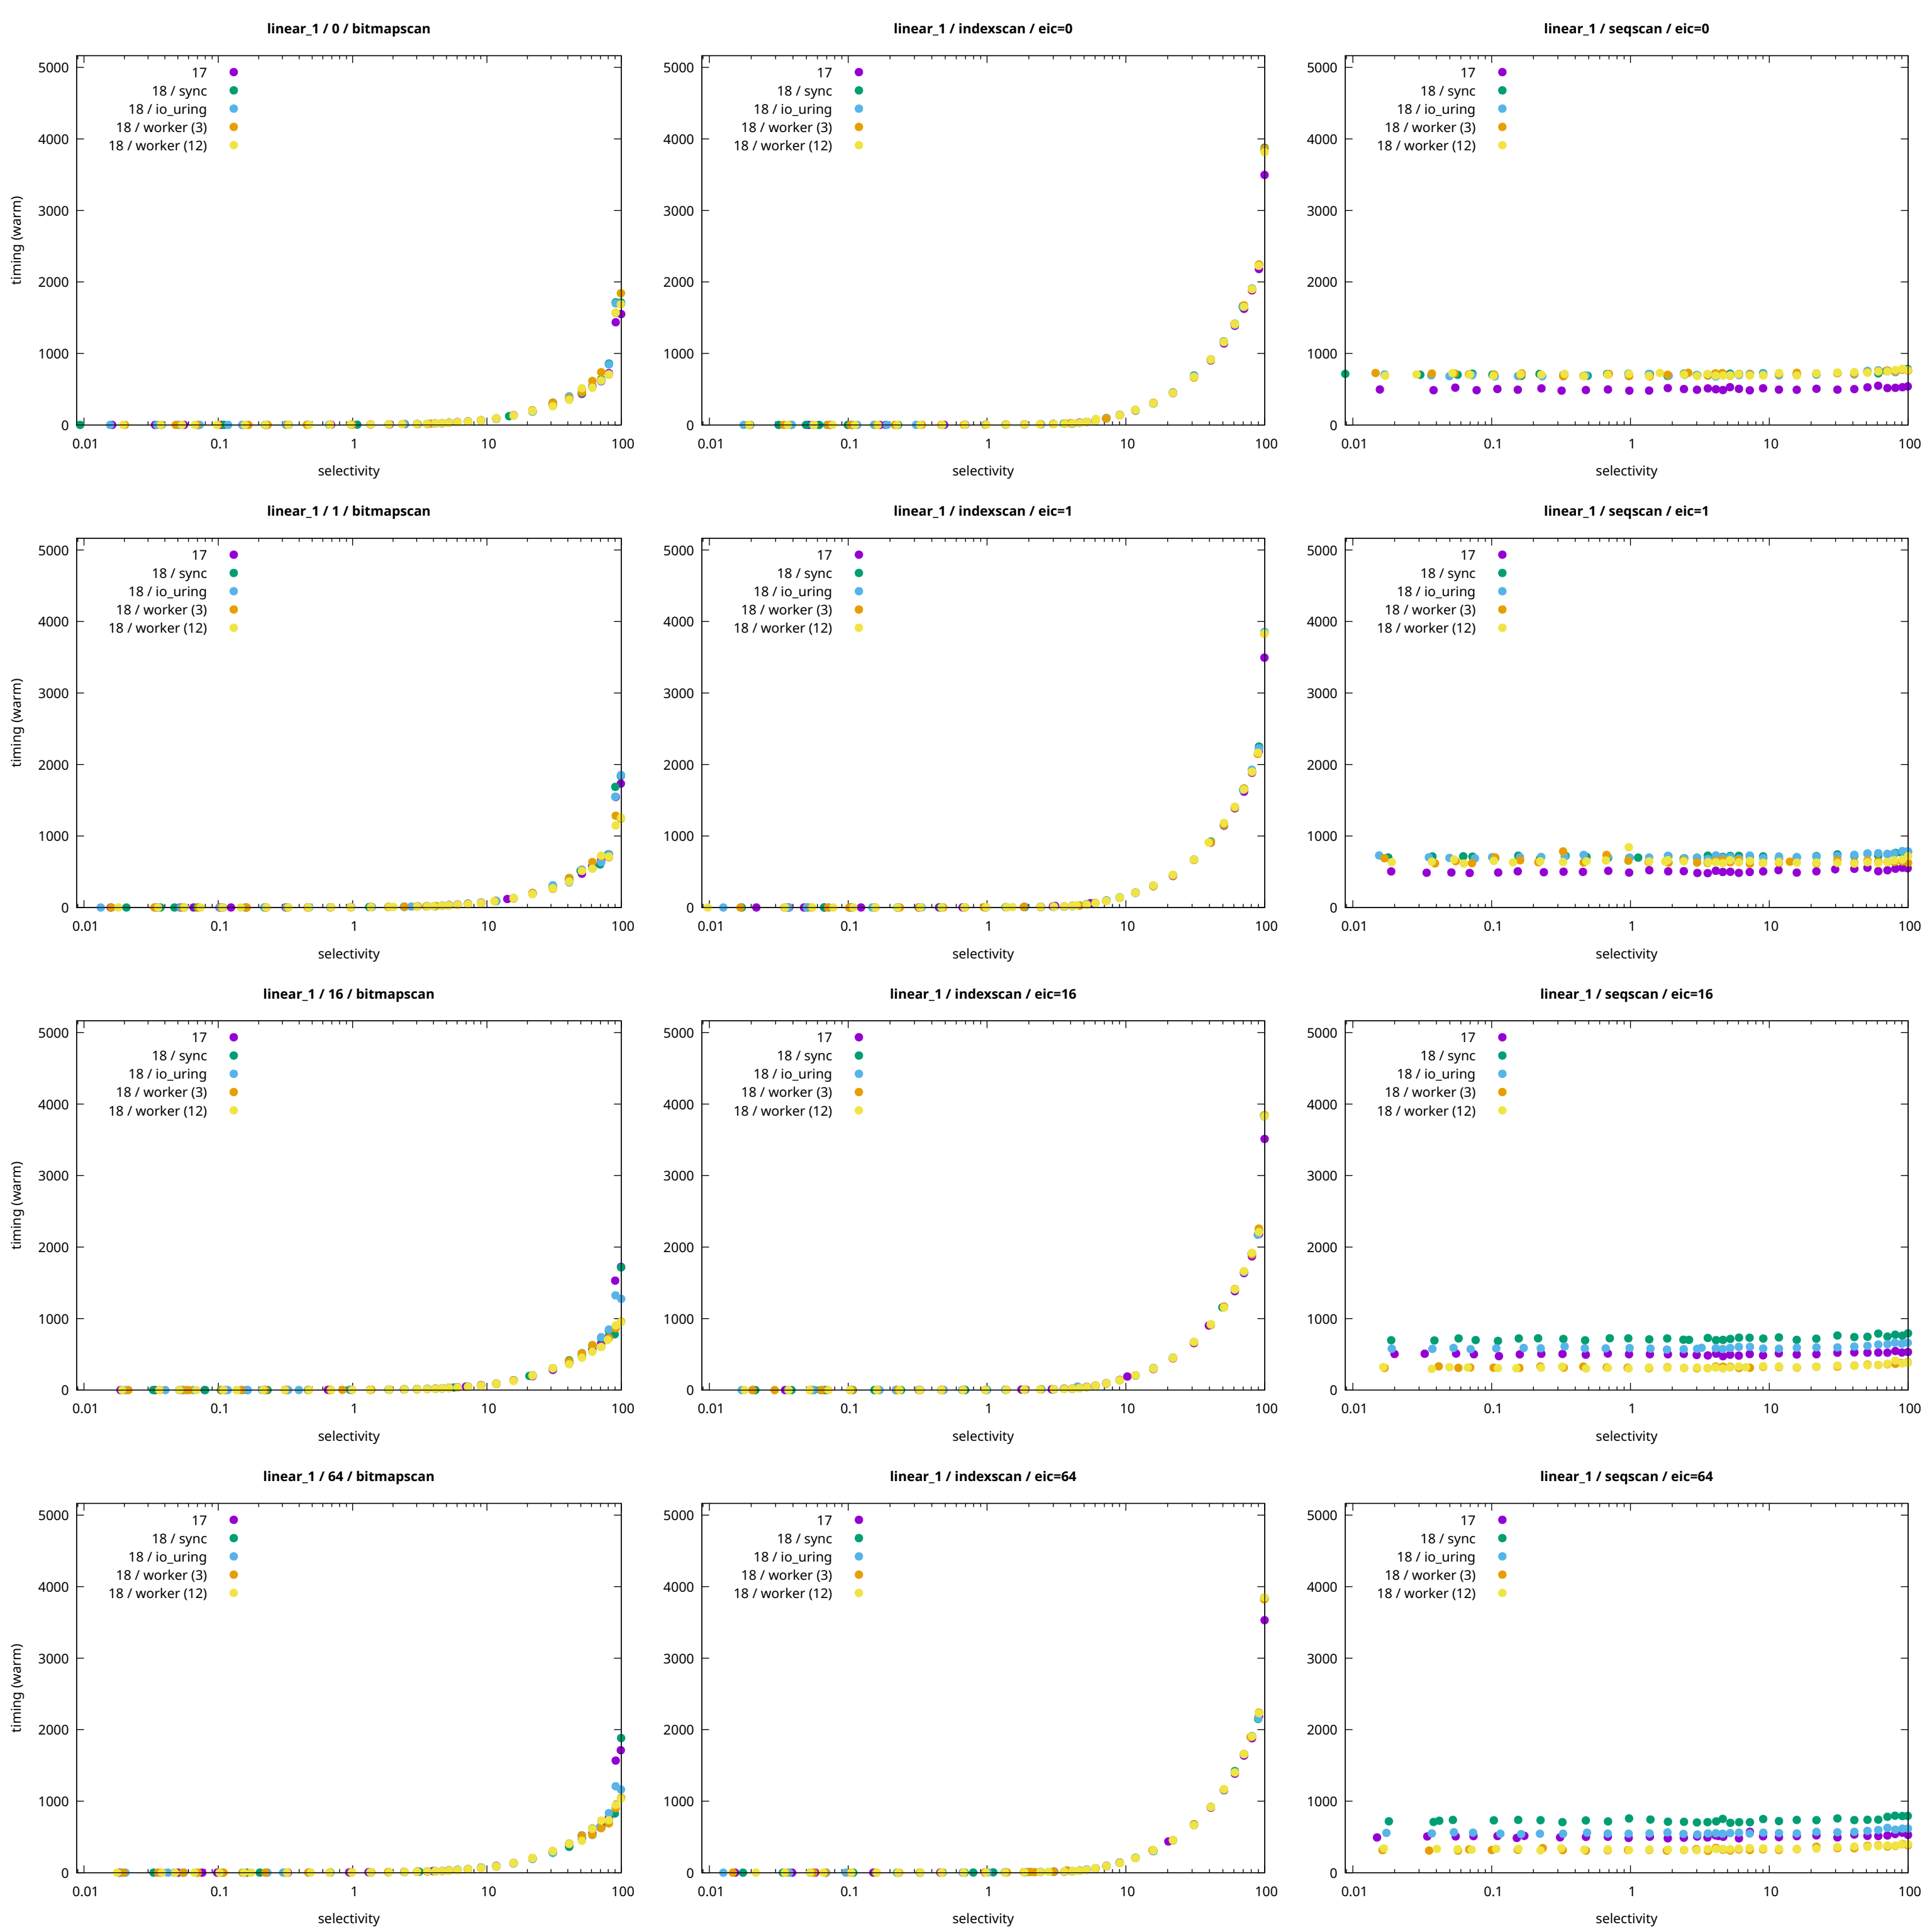 linear_1 / 0 / bitmapscan
timing (warm)
5000
4000
3000
2000
1000
0
17
18 / sync
18 / io_uring
18 / worker (3)
18 / worker (12)
0.01 0.1 1 10 100
selectivity
linear_1 / indexscan / eic=0
5000
4000
3000
2000
1000
0
17
18 / sync
18 / io_uring
18 / worker (3)
18 / worker (12)
0.01 0.1 1 10 100
selectivity
linear_1 / seqscan / eic=0
5000
4000
3000
2000
1000
0
17
18 / sync
18 / io_uring
18 / worker (3)
18 / worker (12)
0.01 0.1 1 10 100
selectivity
linear_1 / 1 / bitmapscan
timing (warm)
5000
4000
3000
2000
1000
0
17
18 / sync
18 / io_uring
18 / worker (3)
18 / worker (12)
0.01 0.1 1 10 100
selectivity
linear_1 / indexscan / eic=1
5000
4000
3000
2000
1000
0
17
18 / sync
18 / io_uring
18 / worker (3)
18 / worker (12)
0.01 0.1 1 10 100
selectivity
linear_1 / seqscan / eic=1
5000
4000
3000
2000
1000
0
17
18 / sync
18 / io_uring
18 / worker (3)
18 / worker (12)
0.01 0.1 1 10 100
selectivity
linear_1 / 16 / bitmapscan
timing (warm)
5000
4000
3000
2000
1000
0
17
18 / sync
18 / io_uring
18 / worker (3)
18 / worker (12)
0.01 0.1 1 10 100
selectivity
linear_1 / indexscan / eic=16
5000
4000
3000
2000
1000
0
17
18 / sync
18 / io_uring
18 / worker (3)
18 / worker (12)
0.01 0.1 1 10 100
selectivity
linear_1 / seqscan / eic=16
5000
4000
3000
2000
1000
0
17
18 / sync
18 / io_uring
18 / worker (3)
18 / worker (12)
0.01 0.1 1 10 100
selectivity
linear_1 / 64 / bitmapscan
timing (warm)
5000
4000
3000
2000
1000
0
17
18 / sync
18 / io_uring
18 / worker (3)
18 / worker (12)
0.01 0.1 1 10 100
selectivity
linear_1 / indexscan / eic=64
5000
4000
3000
2000
1000
0
17
18 / sync
18 / io_uring
18 / worker (3)
18 / worker (12)
0.01 0.1 1 10 100
selectivity
linear_1 / seqscan / eic=64
5000
4000
3000
2000
1000
0
17
18 / sync
18 / io_uring
18 / worker (3)
18 / worker (12)
0.01 0.1 1 10 100
selectivity